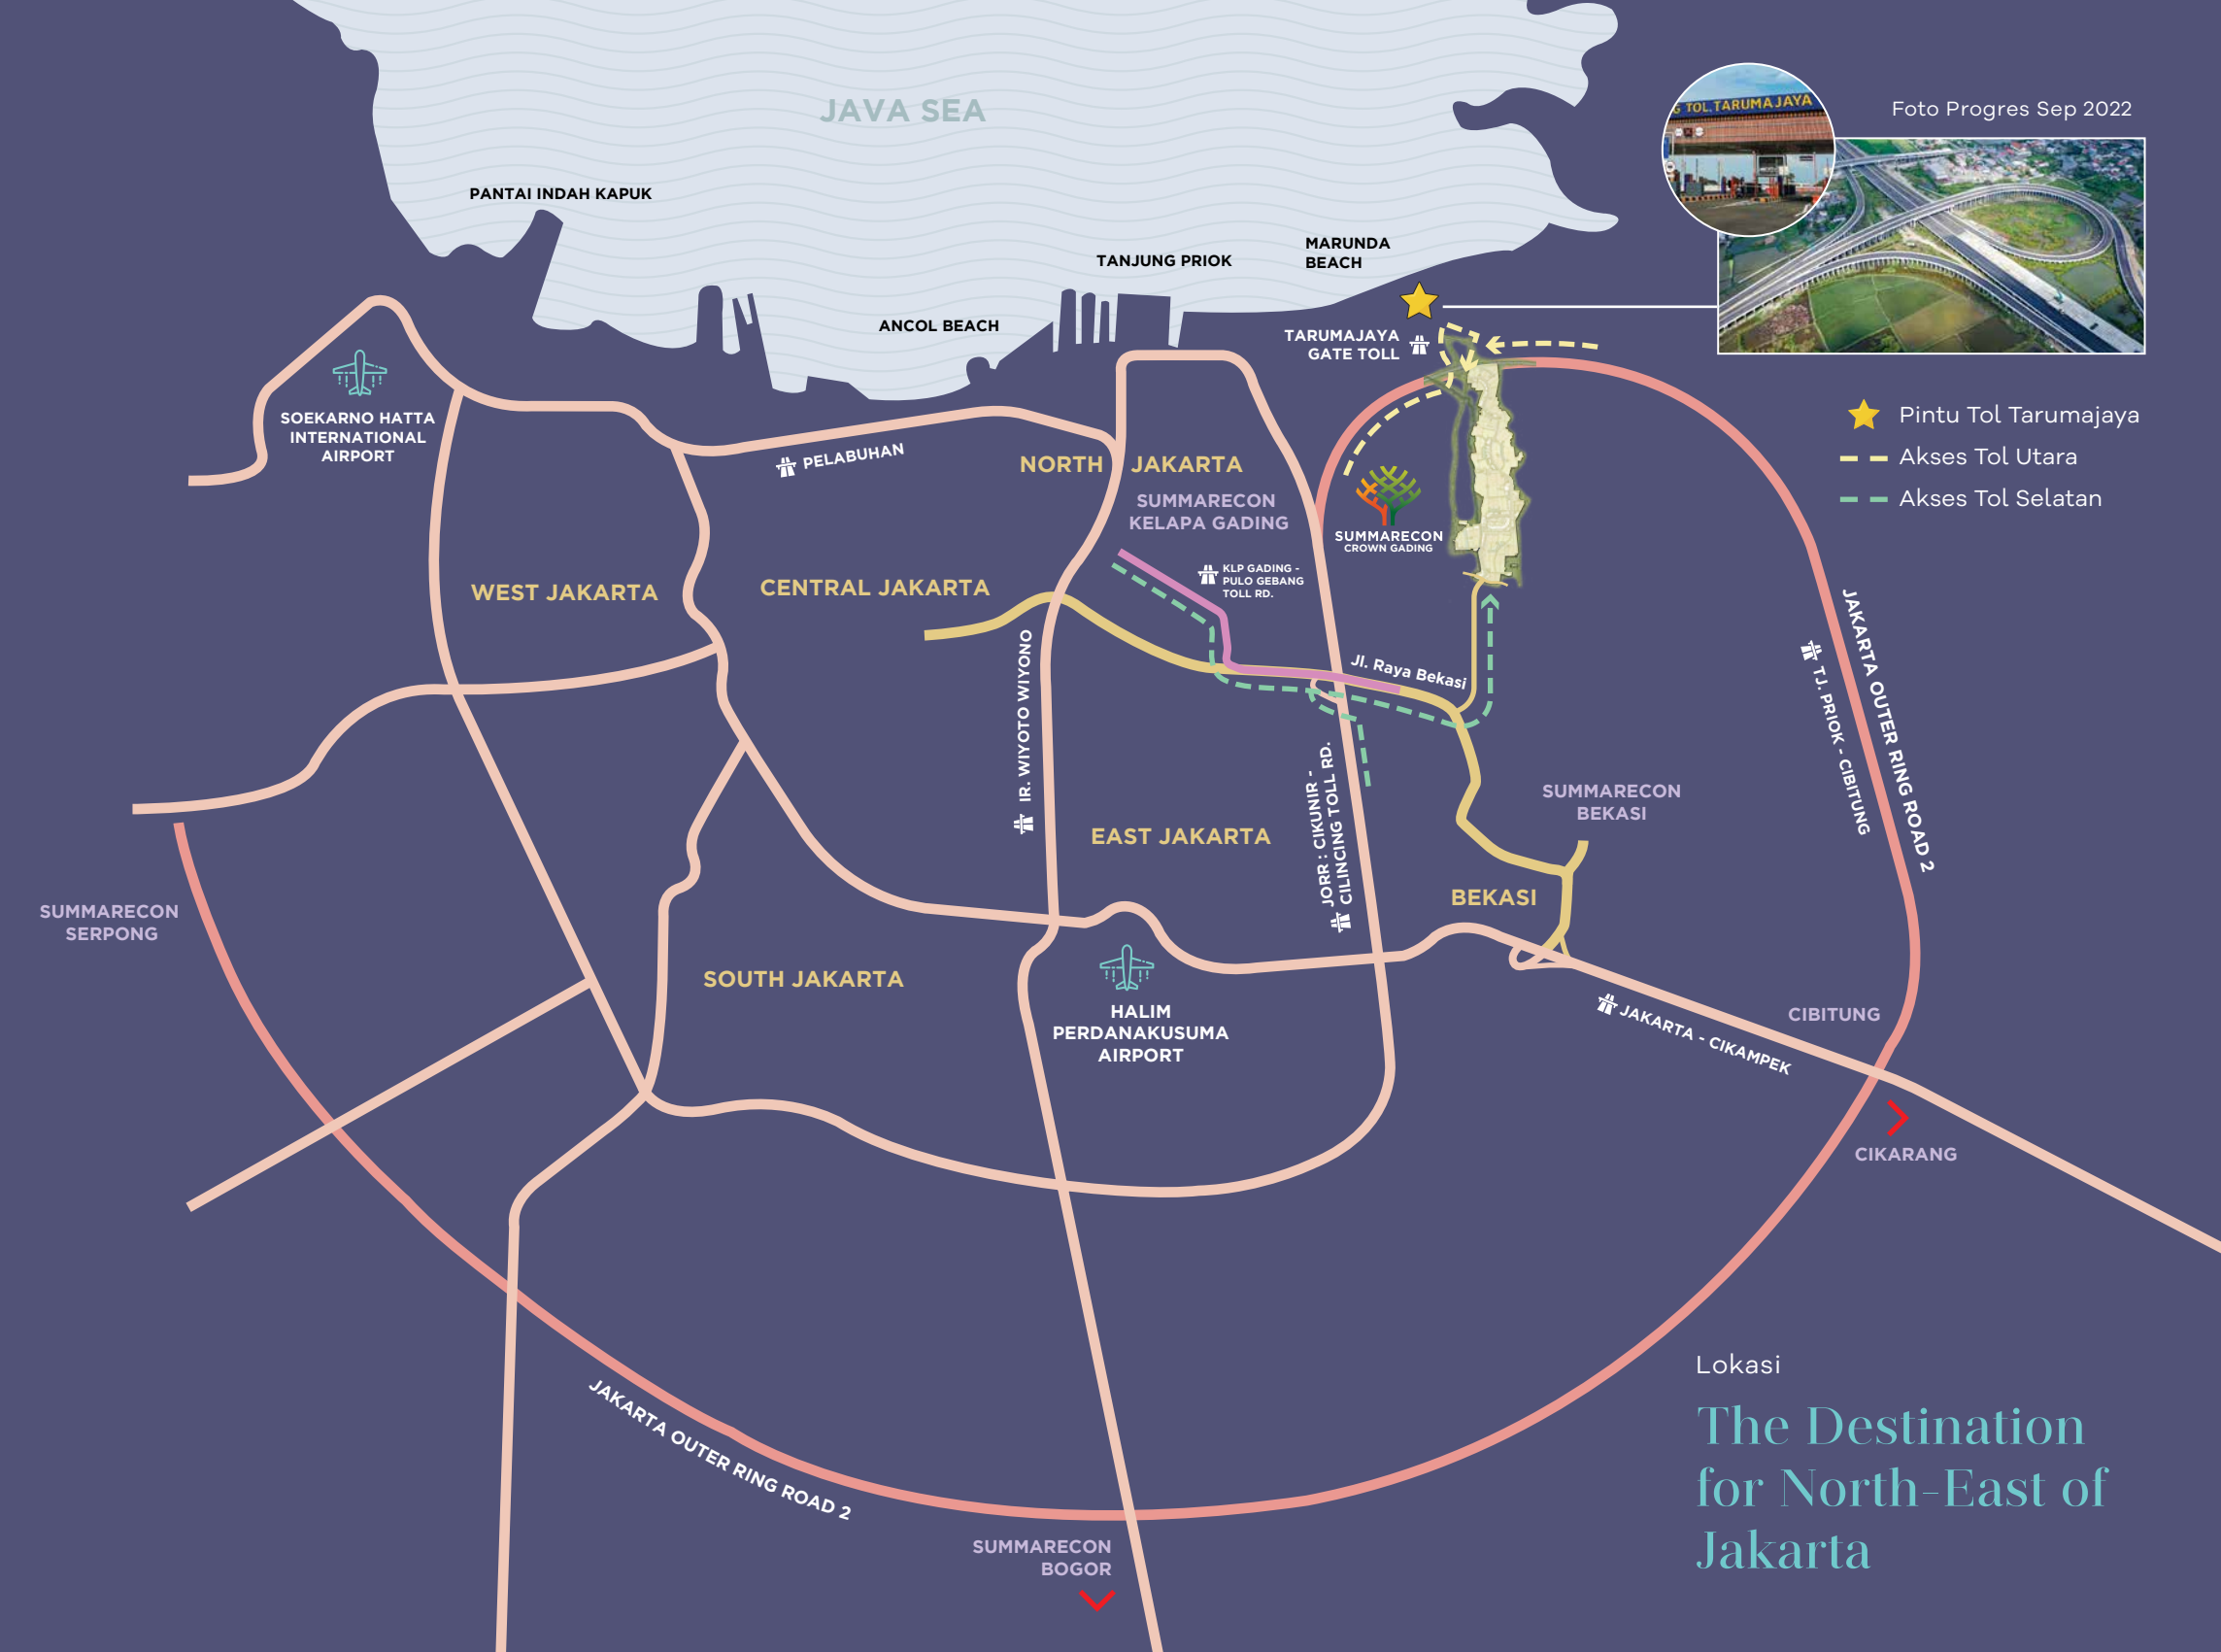 JAVA SEA
G TOL TARUMAJAYA
Foto Progres Sep 2022
PANTAI INDAH KAPUK
MARUNDA
BEACH
TANJUNG PRIOK
ANCOL BEACH
TARUMAJAYA
GATE TOLL
SOEKARNO HATTA
INTERNATIONAL
AIRPORT
Pintu Tol Tarumajaya
Akses Tol Utara
Akses Tol Selatan
PELABUHAN
NORTH JAKARTA
SUMMARECON
KELAPA GADING
SUMMARECON
CROWN GADING
KLP GADING -
PULO GEBANG
TOLL RD.
WEST JAKARTA
CENTRAL JAKARTA
IR. WIYOTO WIYONO
Jl. Raya Bekasi
JAKARTA OUTER RING ROAD 2
TJ. PRIOK - CIBITUNG
JORR : CIKUNIR -
CILINCING TOLL RD.
SUMMARECON
BEKASI
EAST JAKARTA
BEKASI
SUMMARECON
SERPONG
SOUTH JAKARTA
HALIM
PERDANAKUSUMA
AIRPORT
JAKARTA - CIKAMPEK
CIBITUNG
CIKARANG
JAKARTA OUTER RING ROAD 2
SUMMARECON
BOGOR
Lokasi
The Destination
for North-East of
Jakarta